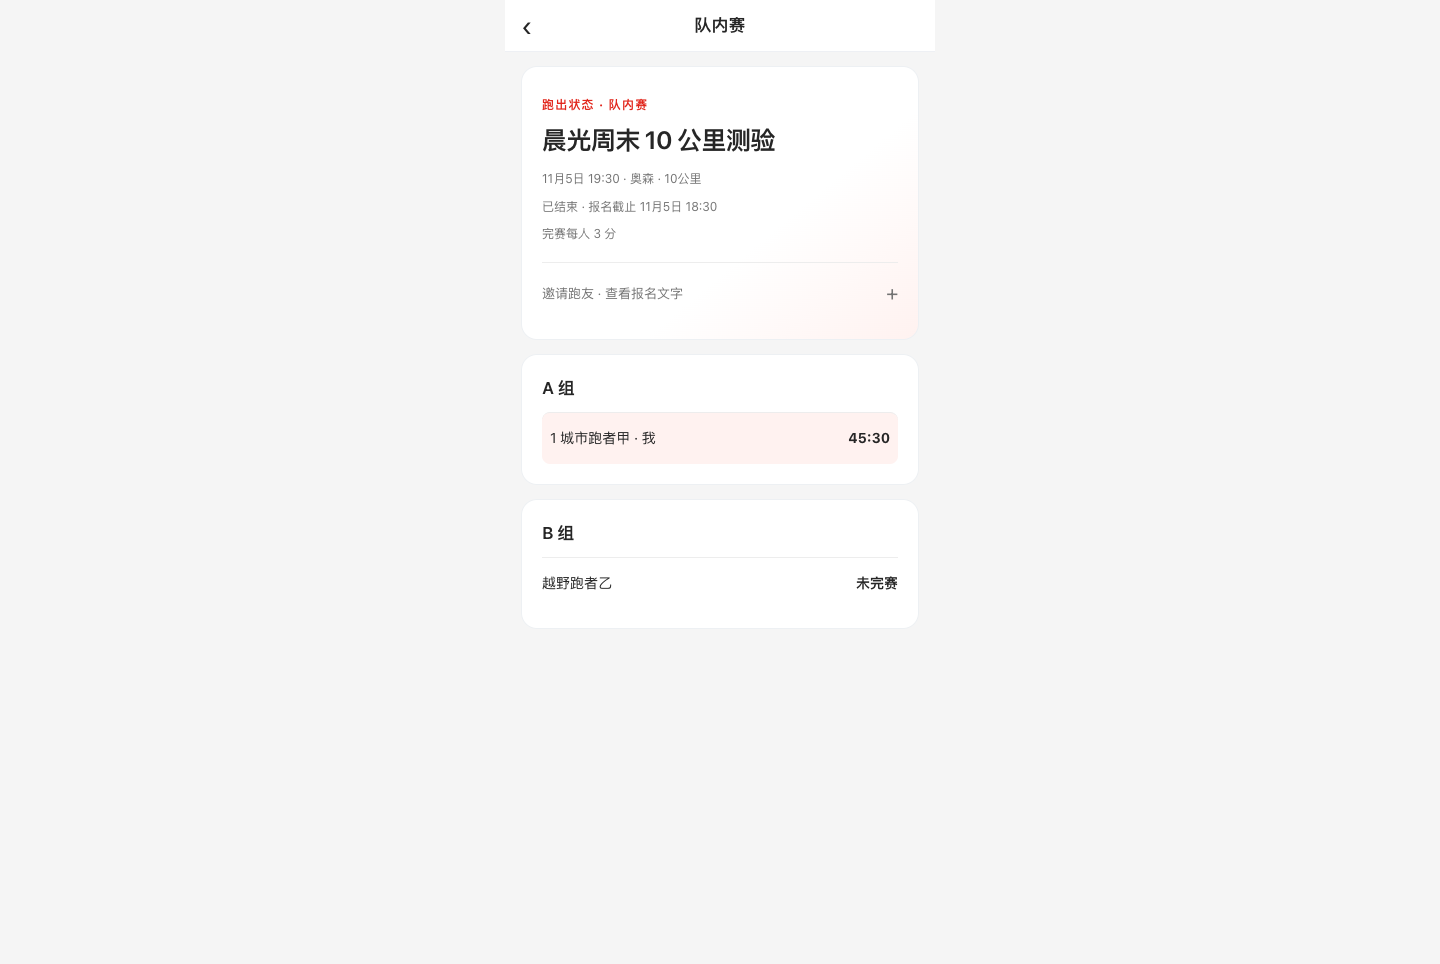 ‹ 队内赛
跑出状态 · 队内赛
晨光周末 10 公里测验
11月5日 19:30 · 奥森 · 10公里
已结束 · 报名截止 11月5日 18:30
完赛每人 3 分
邀请跑友 · 查看报名文字 +
A 组
1 城市跑者甲 · 我 45:30
B 组
越野跑者乙 未完赛